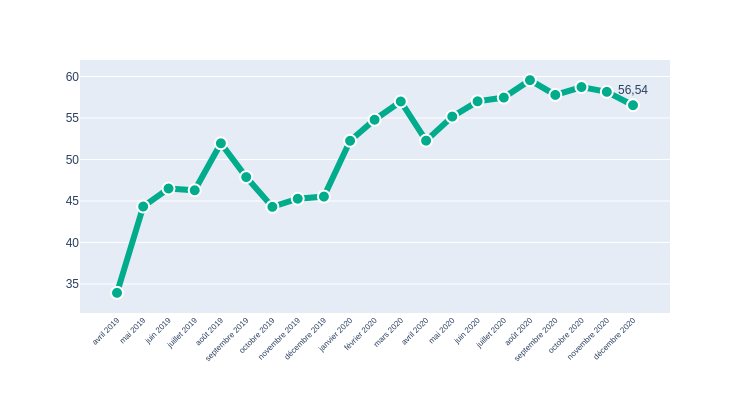 60
55
50
45
40
35
56,54
avril 2019
mai 2019
juin 2019
juillet 2019
août 2019
septembre 2019
octobre 2019
novembre 2019
décembre 2019
janvier 2020
février 2020
mars 2020
avril 2020
mai 2020
juin 2020
juillet 2020
août 2020
septembre 2020
octobre 2020
novembre 2020
décembre 2020